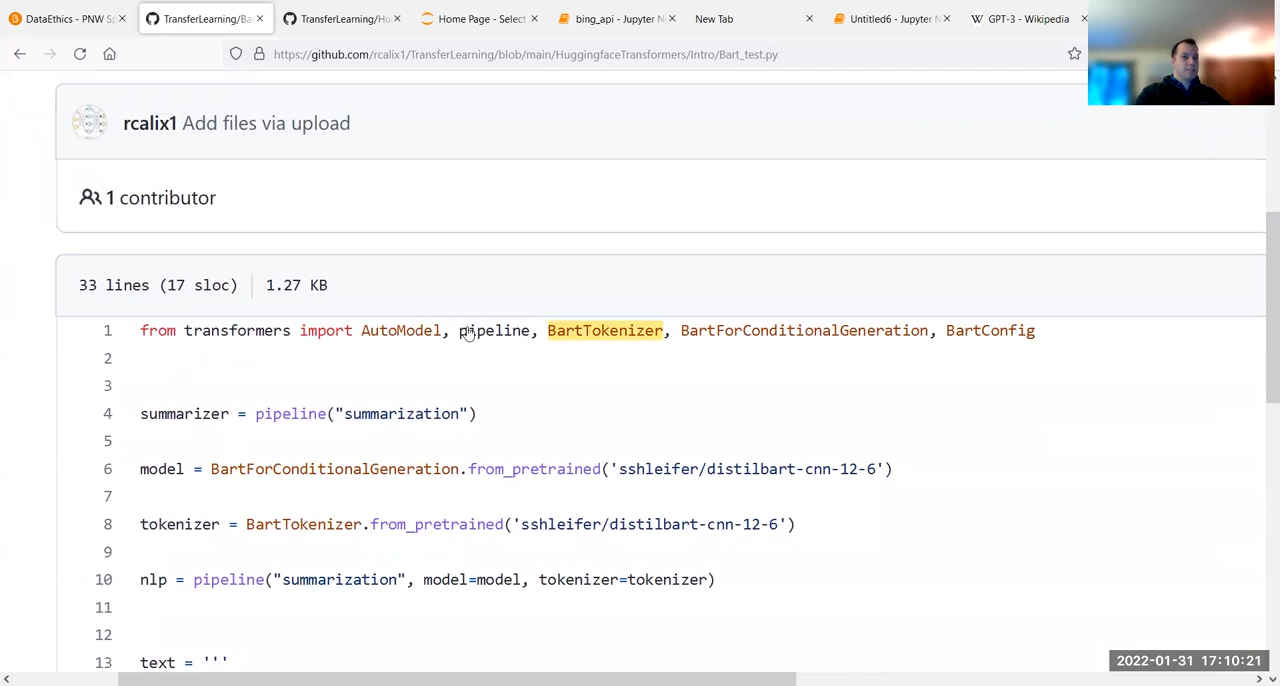 DataEthics - PNW Sp
TransferLearning/Ba
TransferLearning/Hu
Home Page - Select
bing_api - Jupyter N
New Tab
Untitled6 - Jupyter N
GPT-3 - Wikipedia
https://github.com/rcalix1/TransferLearning/blob/main/HuggingfaceTransformers/Intro/Bart_test.py
rcalix1 Add files via upload
1 contributor
33 lines (17 sloc) 1.27 KB
1 from transformers import AutoModel, pipeline, BartTokenizer, BartForConditionalGeneration, BartConfig
2
3
4 summarizer = pipeline("summarization")
5
6 model = BartForConditionalGeneration.from_pretrained('sshleifer/distilbart-cnn-12-6')
7
8 tokenizer = BartTokenizer.from_pretrained('sshleifer/distilbart-cnn-12-6')
9
10 nlp = pipeline("summarization", model=model, tokenizer=tokenizer)
11
12
13 text = '''
2022-01-31 17:10:21